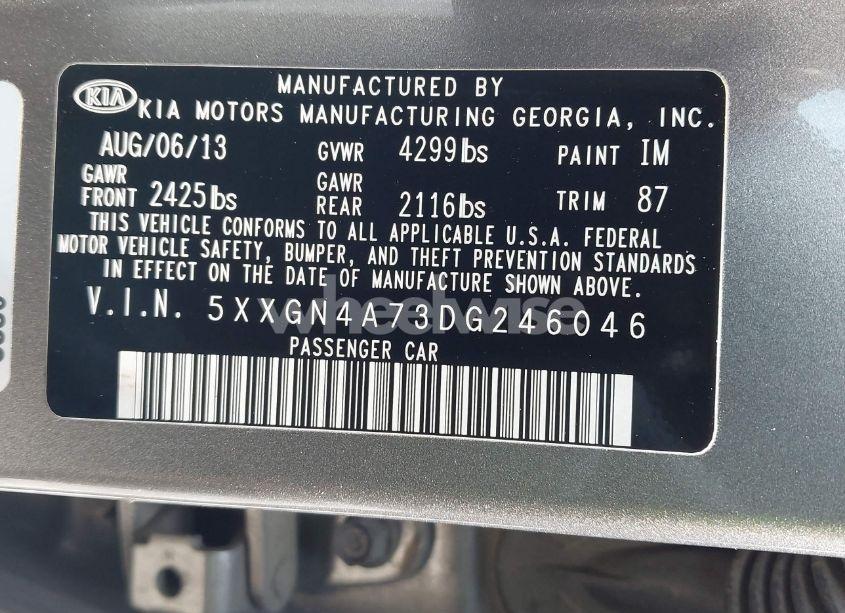 MANUFACTURED BY
KIA KIA MOTORS MANUFACTURING GEORGIA, INC.
AUG/06/13 GVWR 4299lbs PAINT IM
GAWR FRONT 2425lbs GAWR REAR 2116lbs TRIM 87
THIS VEHICLE CONFORMS TO ALL APPLICABLE U.S.A. FEDERAL
MOTOR VEHICLE SAFETY, BUMPER, AND THEFT PREVENTION STANDARDS
IN EFFECT ON THE DATE OF MANUFACTURE SHOWN ABOVE.
V.I.N. 5XXGN4A73DG246046
wheelwise
PASSENGER CAR